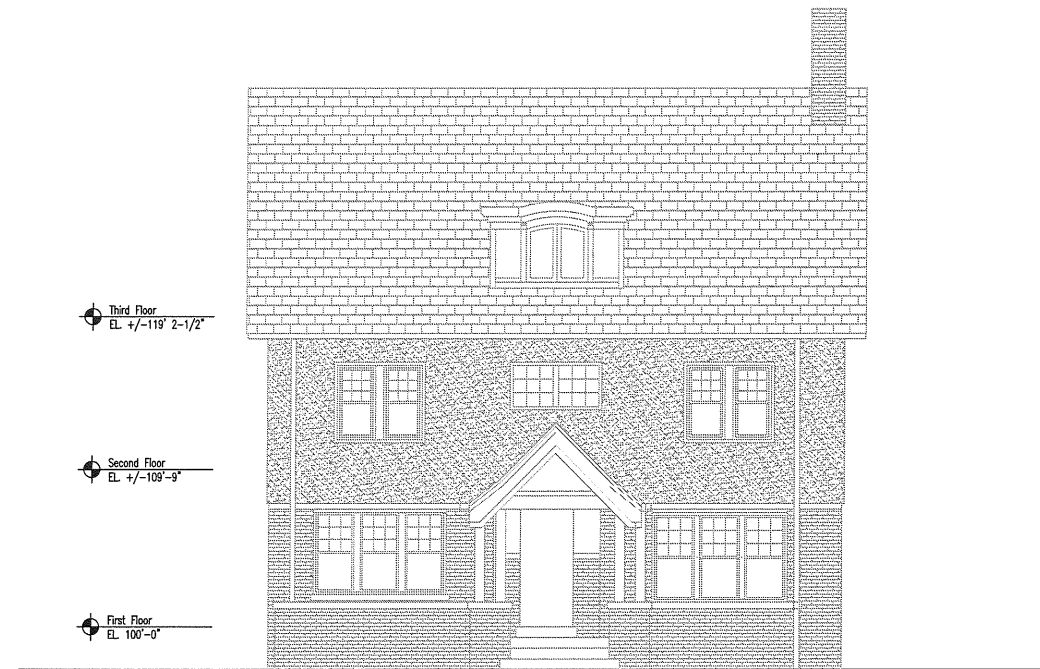 Third Floor
EL. +/-119' 2-1/2"
Second Floor
EL. +/-109'-9"
First Floor
EL. 100'-0"